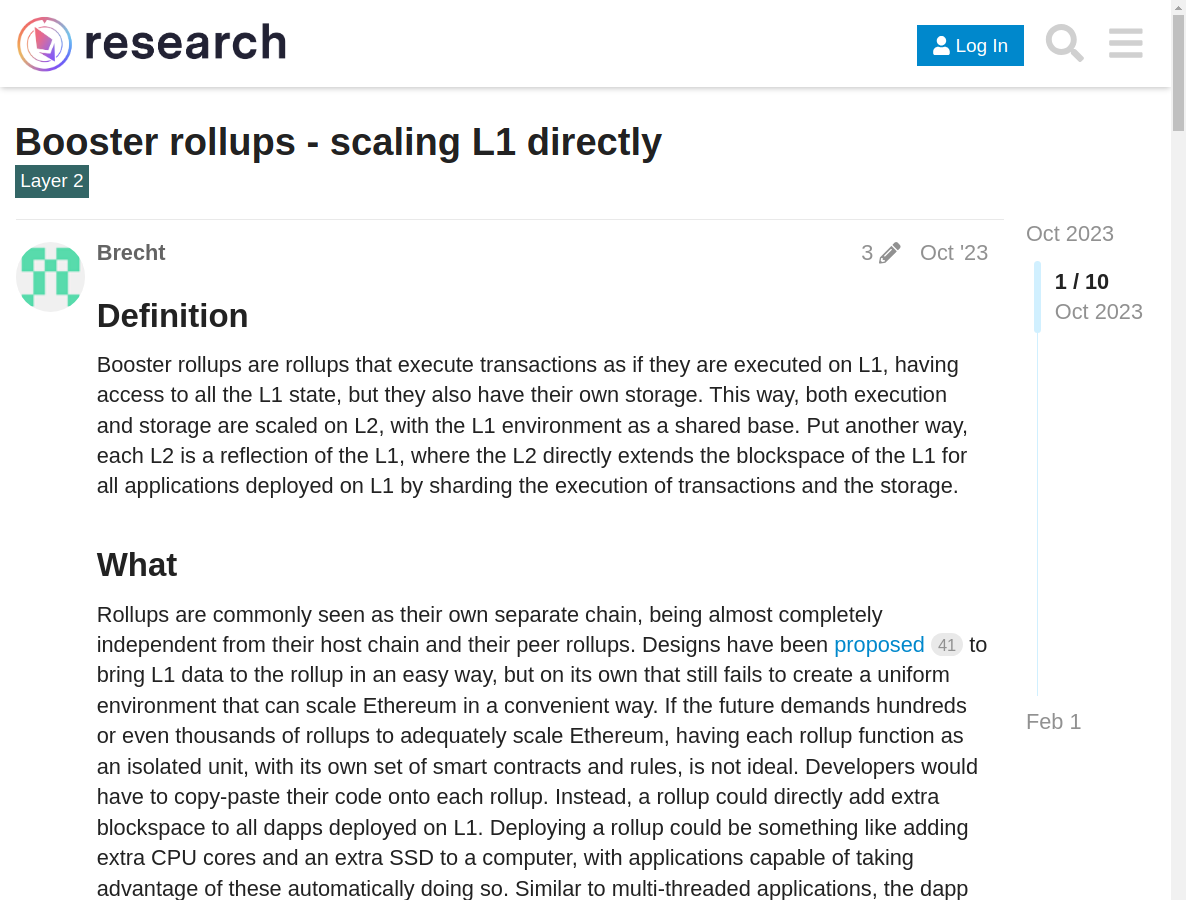 research
Log In
Booster rollups - scaling L1 directly
Layer 2
Brecht
3
Oct '23
Oct 2023
1 / 10
Oct 2023
Feb 1
Definition
Booster rollups are rollups that execute transactions as if they are executed on L1, having
access to all the L1 state, but they also have their own storage. This way, both execution
and storage are scaled on L2, with the L1 environment as a shared base. Put another way,
each L2 is a reflection of the L1, where the L2 directly extends the blockspace of the L1 for
all applications deployed on L1 by sharding the execution of transactions and the storage.
What
Rollups are commonly seen as their own separate chain, being almost completely
independent from their host chain and their peer rollups. Designs have been proposed 41 to
bring L1 data to the rollup in an easy way, but on its own that still fails to create a uniform
environment that can scale Ethereum in a convenient way. If the future demands hundreds
or even thousands of rollups to adequately scale Ethereum, having each rollup function as
an isolated unit, with its own set of smart contracts and rules, is not ideal. Developers would
have to copy-paste their code onto each rollup. Instead, a rollup could directly add extra
blockspace to all dapps deployed on L1. Deploying a rollup could be something like adding
extra CPU cores and an extra SSD to a computer, with applications capable of taking
advantage of these automatically doing so. Similar to multi-threaded applications, the dapp